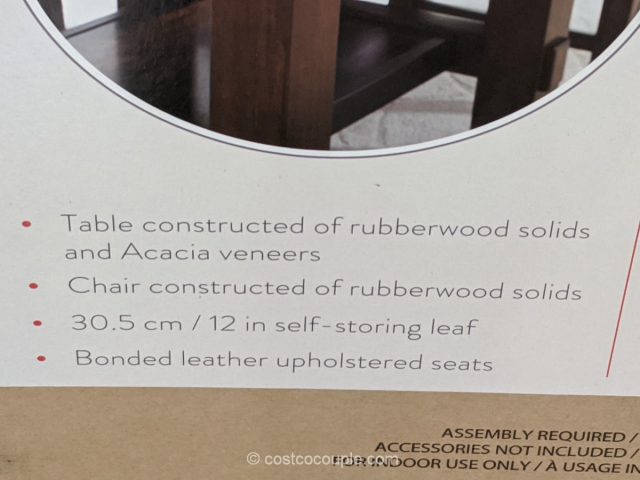 • Table constructed of rubberwood solids
and Acacia veneers
• Chair constructed of rubberwood solids
• 30.5 cm / 12 in self-storing leaf
• Bonded leather upholstered seats
ASSEMBLY REQUIRED /
ACCESSORIES NOT INCLUDED /
© costcocouple.com
FOR INDOOR USE ONLY / À USAGE IN